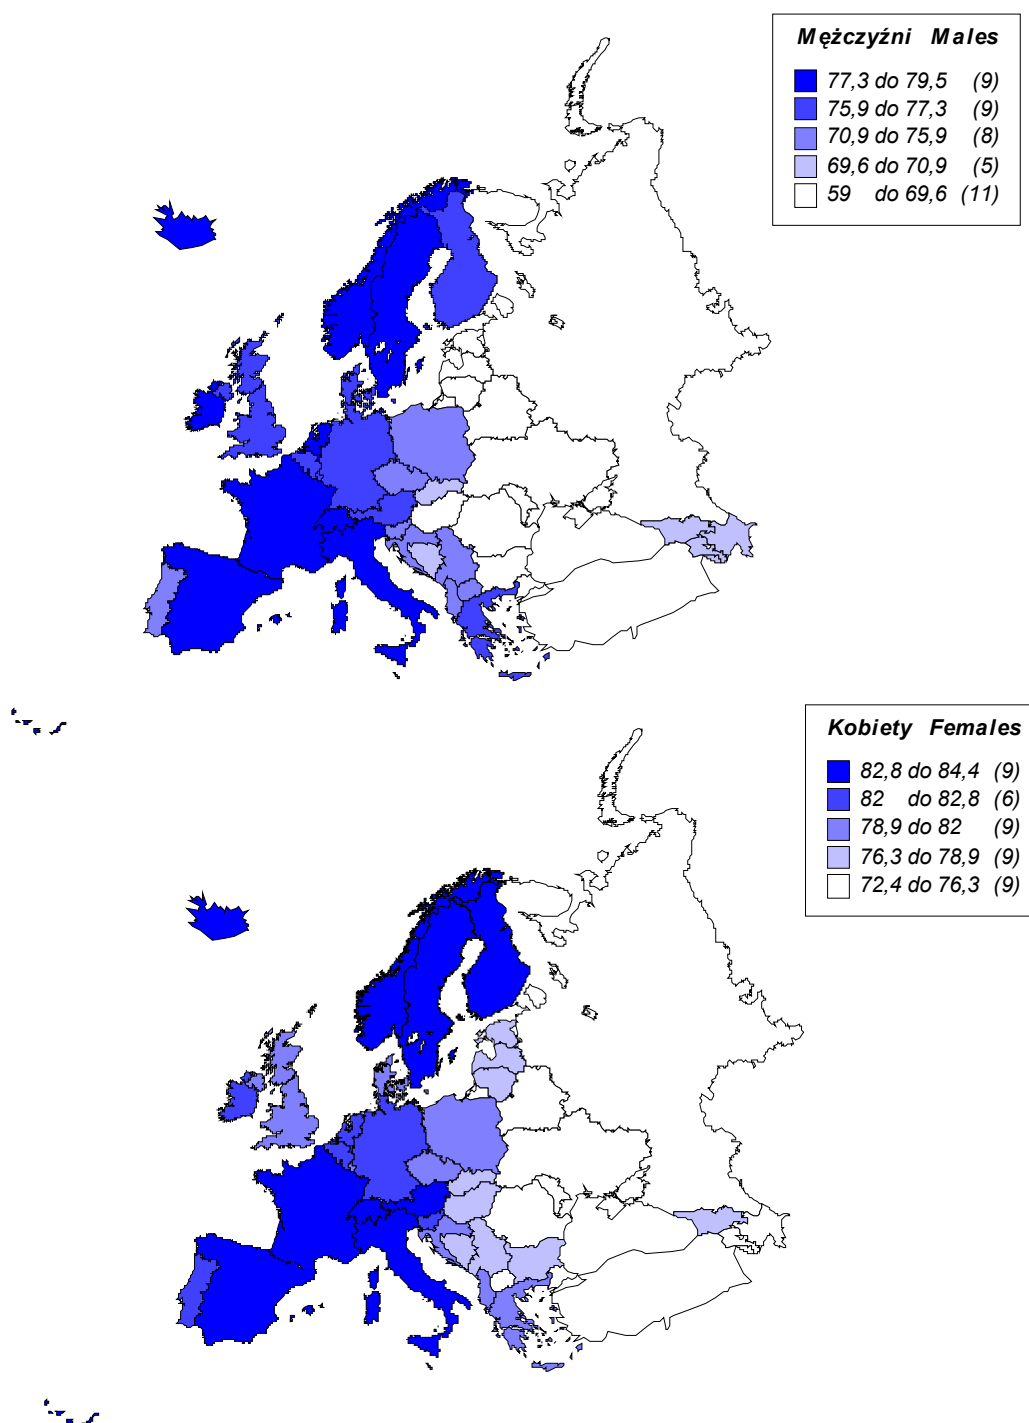 Mężczyźni Males
77,3 do 79,5 (9)
75,9 do 77,3 (9)
70,9 do 75,9 (8)
69,6 do 70,9 (5)
59 do 69,6 (11)
Kobiety Females
82,8 do 84,4 (9)
82 do 82,8 (6)
78,9 do 82 (9)
76,3 do 78,9 (9)
72,4 do 76,3 (9)